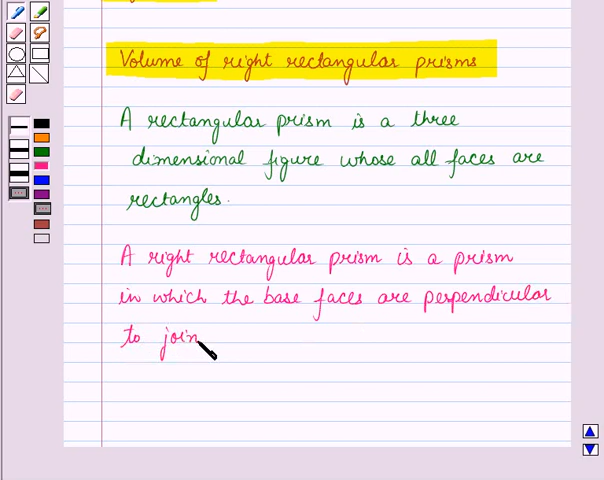 Volume of right rectangular prisms
A rectangular prism is a three
dimensional figure whose all faces are
rectangles.
A right rectangular prism is a prism
in which the base faces are perpendicular
to join